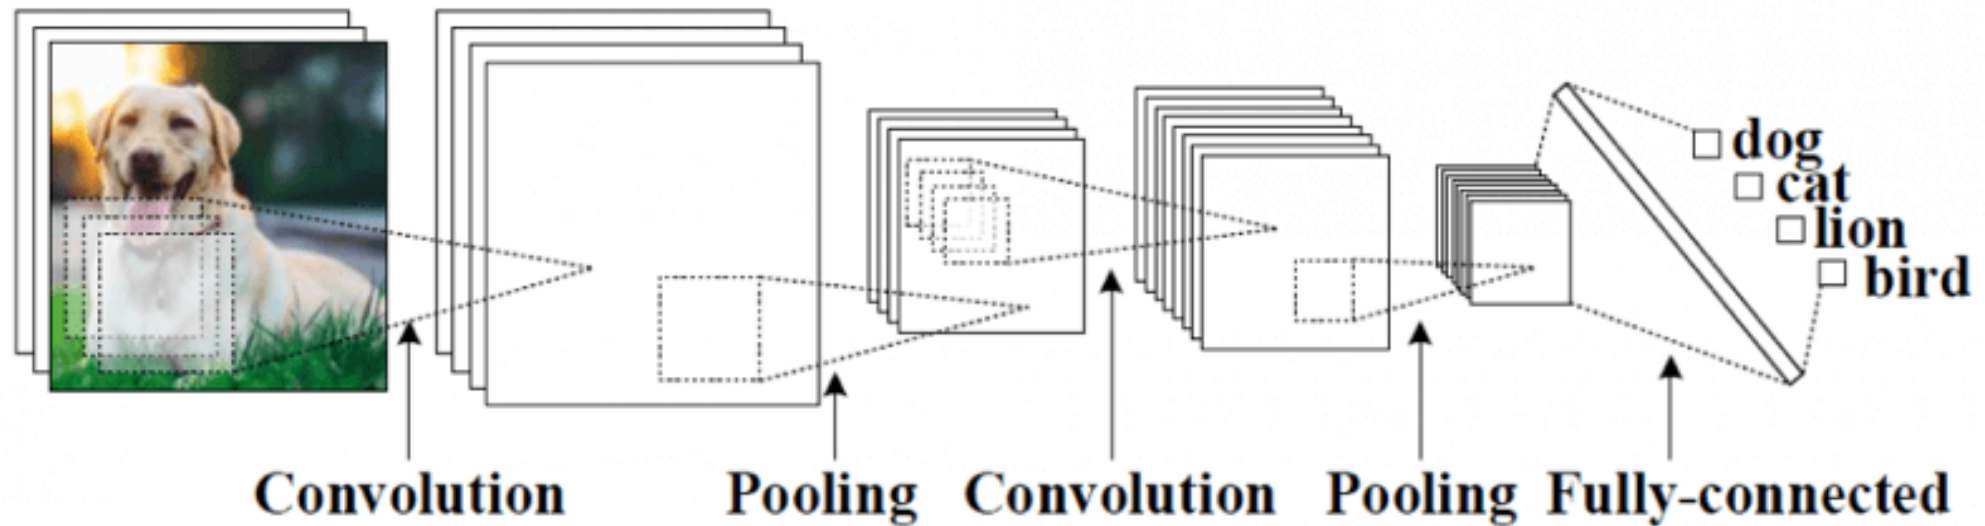 dog
cat
lion
bird
Convolution Pooling Convolution Pooling Fully-connected